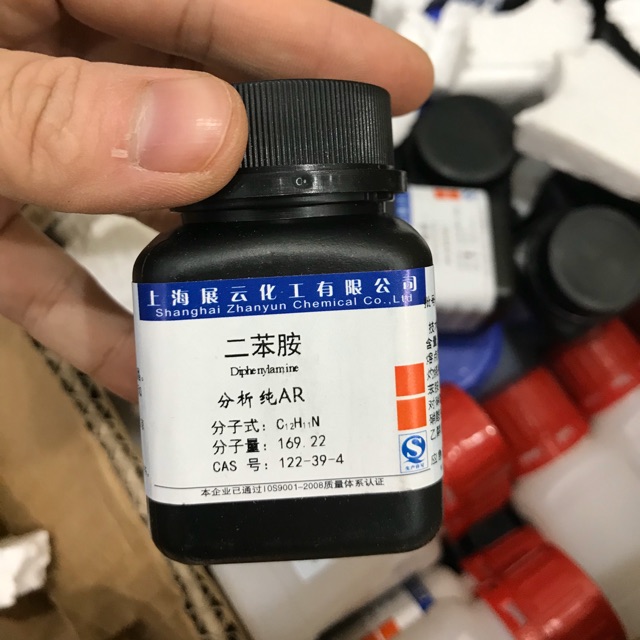 上海展云化工有限公司
Shanghai Zhanyun Chemical Co.,Ltd
二苯胺
Diphenylamine
分析纯AR
分子式：C₁₂H₁₁N
分子量：169.22
CAS 号：122-39-4
本企业已通过IOS9001-2008质量体系认证